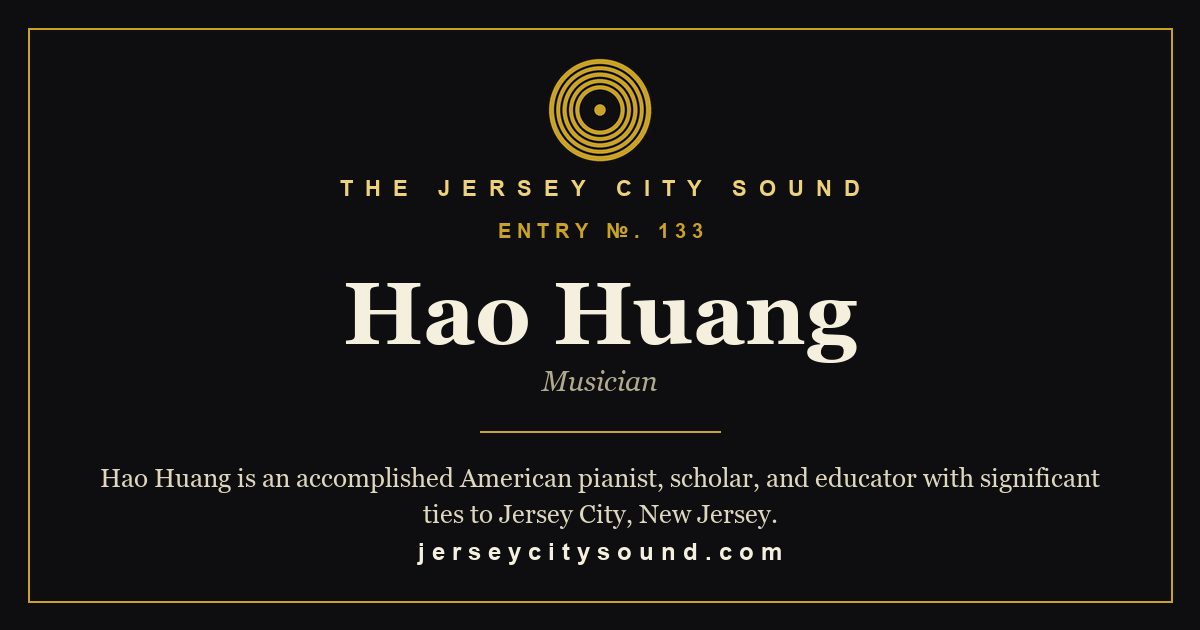 THE JERSEY CITY SOUND
ENTRY №. 133
Hao Huang
Musician
Hao Huang is an accomplished American pianist, scholar, and educator with significant
ties to Jersey City, New Jersey.
jerseycitysound.com